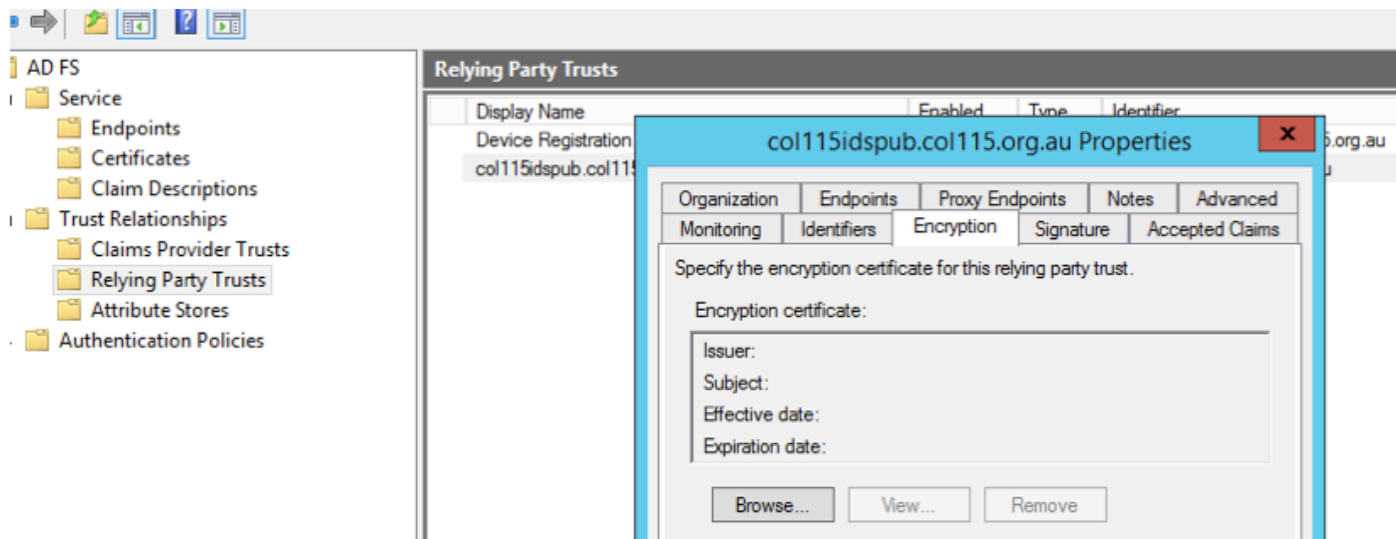 AD FS
Service
Endpoints
Certificates
Claim Descriptions
Trust Relationships
Claims Provider Trusts
Relying Party Trusts
Attribute Stores
Authentication Policies
Relying Party Trusts
Display Name Enabled Type Identifier
Device Registration .org.au
col115idspub.col115
col115idspub.col115.org.au Properties x
Organization Endpoints Proxy Endpoints Notes Advanced
Monitoring Identifiers Encryption Signature Accepted Claims
Specify the encryption certificate for this relying party trust.
Encryption certificate:
Issuer:
Subject:
Effective date:
Expiration date:
Browse... View... Remove